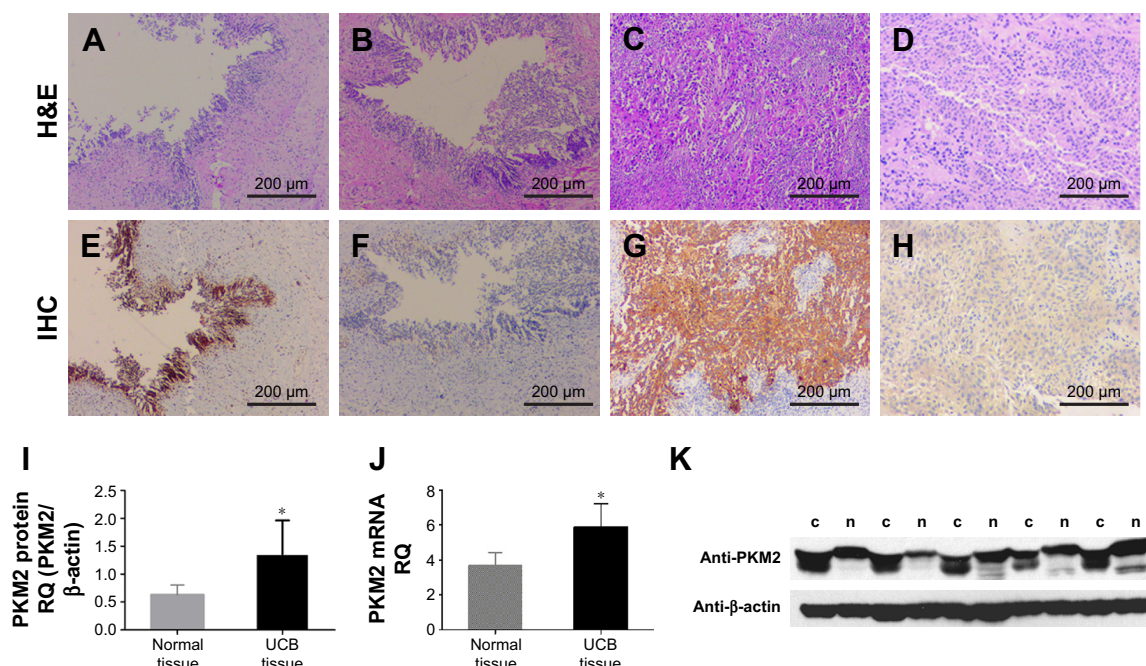 A
B
C
D
H&E
200 µm
200 µm
200 µm
200 µm
E
F
G
H
IHC
200 µm
200 µm
200 µm
200 µm
I
PKM2 protein
RQ (PKM2/
β-actin)
2.5
2.0
1.5
1.0
0.5
0.0
*
Normal
tissue
UCB
tissue
J
PKM2 mRNA
RQ
8
6
4
2
0
*
Normal
tissue
UCB
tissue
K
c n c n c n c n c n
Anti-PKM2
Anti-β-actin